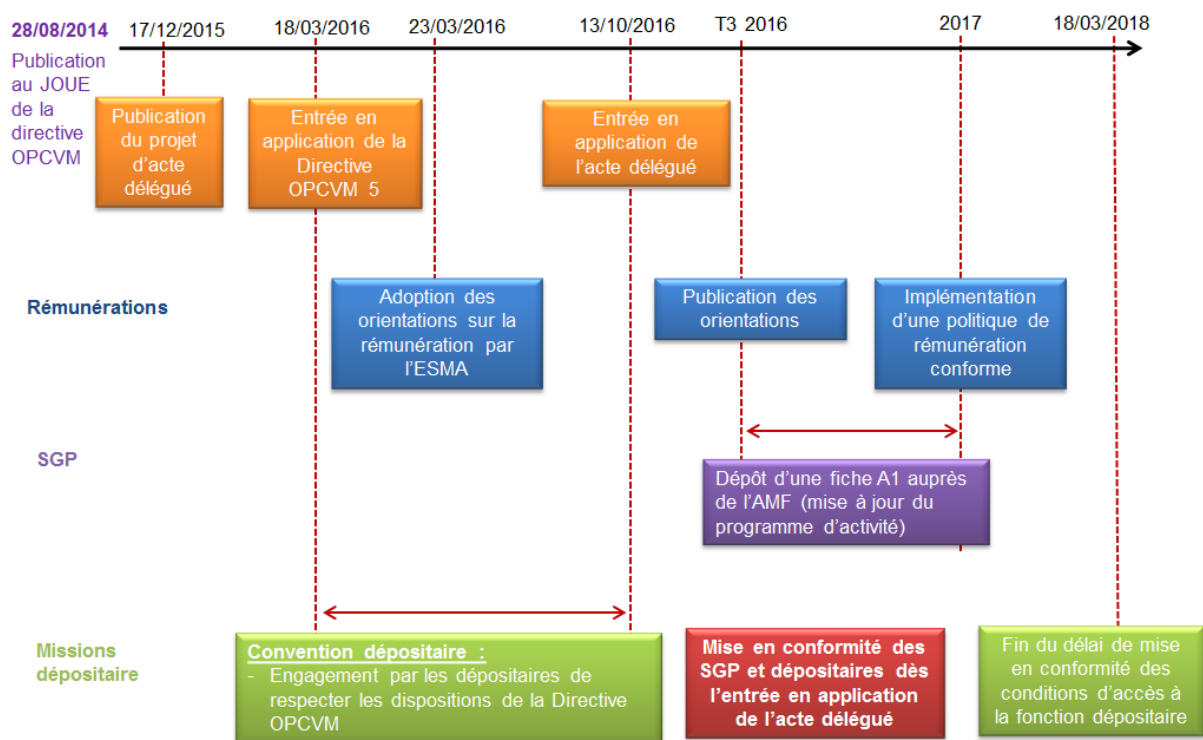 28/08/2014
17/12/2015
18/03/2016
23/03/2016
13/10/2016
T3 2016
2017
18/03/2018
Publication
au JOUE
de la
directive
OPCVM
Publication
du projet
d’acte
délégué
Entrée en
application de la
Directive
OPCVM 5
Entrée en
application de
l’acte délégué
Rémunérations
Adoption des
orientations sur la
rémunération par
l’ESMA
Publication des
orientations
Implémentation
d’une politique de
rémunération
conforme
SGP
Dépôt d’une fiche A1 auprès
de l’AMF (mise à jour du
programme d’activité)
Missions
dépositaire
Convention dépositaire :
- Engagement par les dépositaires de
respecter les dispositions de la Directive
OPCVM
Mise en conformité des
SGP et dépositaires dès
l’entrée en application
de l’acte délégué
Fin du délai de mise
en conformité des
conditions d’accès à
la fonction dépositaire